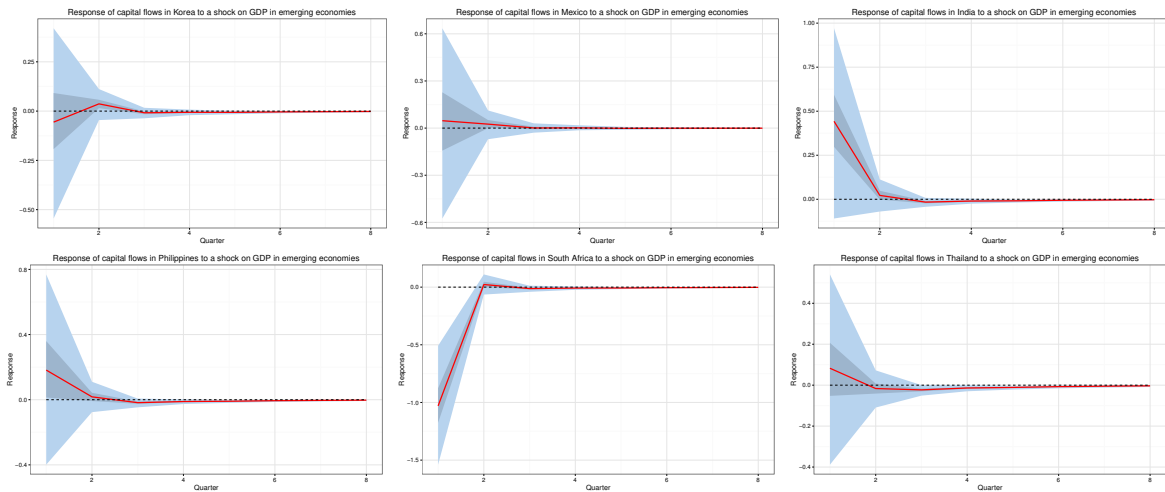 Response of capital flows in Korea to a shock on GDP in emerging economies
Response
0.25
0.00
−0.25
−0.50
2
4
6
8
Quarter
Response of capital flows in Mexico to a shock on GDP in emerging economies
Response
0.6
0.3
0.0
−0.3
−0.6
2
4
6
8
Quarter
Response of capital flows in India to a shock on GDP in emerging economies
Response
1.00
0.75
0.50
0.25
0.00
2
4
6
8
Quarter
Response of capital flows in Philippines to a shock on GDP in emerging economies
Response
0.8
0.4
0.0
−0.4
2
4
6
8
Quarter
Response of capital flows in South Africa to a shock on GDP in emerging economies
Response
0.0
−0.5
−1.0
−1.5
2
4
6
8
Quarter
Response of capital flows in Thailand to a shock on GDP in emerging economies
Response
0.4
0.2
0.0
−0.2
−0.4
2
4
6
8
Quarter